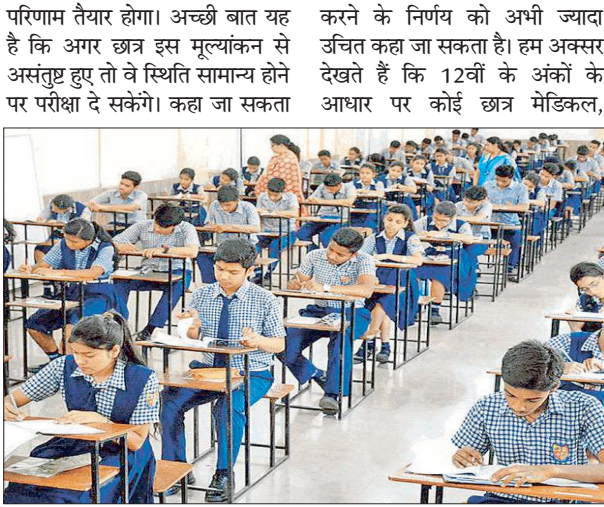 परिणाम तैयार होगा। अच्छी बात यह
है कि अगर छात्र इस मूल्यांकन से
असंतुष्ट हुए तो वे स्थिति सामान्य होने
पर परीक्षा दे सकेंगे। कहा जा सकता
करने के निर्णय को अभी ज्यादा
उचित कहा जा सकता है। हम अक्सर
देखते हैं कि 12वीं के अंकों के
आधार पर कोई छात्र मेडिकल,